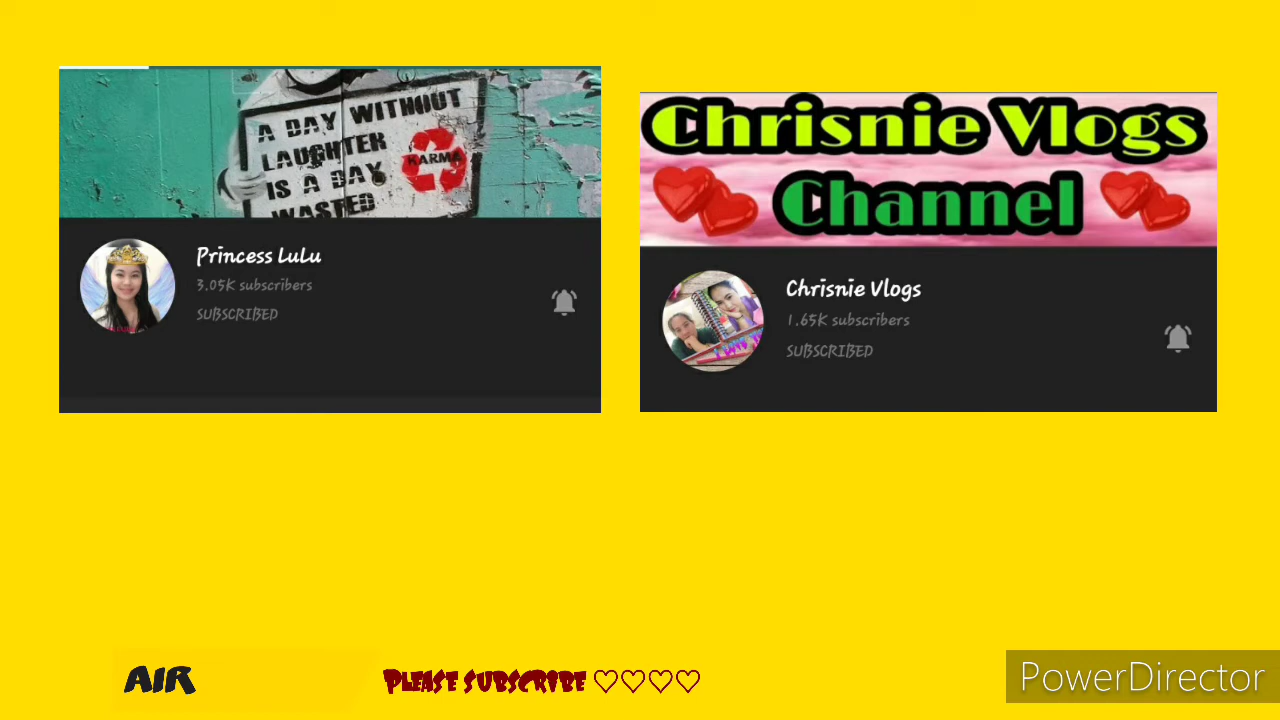 A DAY WITHOUT
LAUGHTER
IS A DAY
WASTED
KARMA
Princess LuLu
3.05K subscribers
SUBSCRIBED
Chrisnie Vlogs
Channel
Chrisnie Vlogs
1.65K subscribers
SUBSCRIBED
AIR
PLEASE SUBSCRIBE ♡♡♡♡
PowerDirector